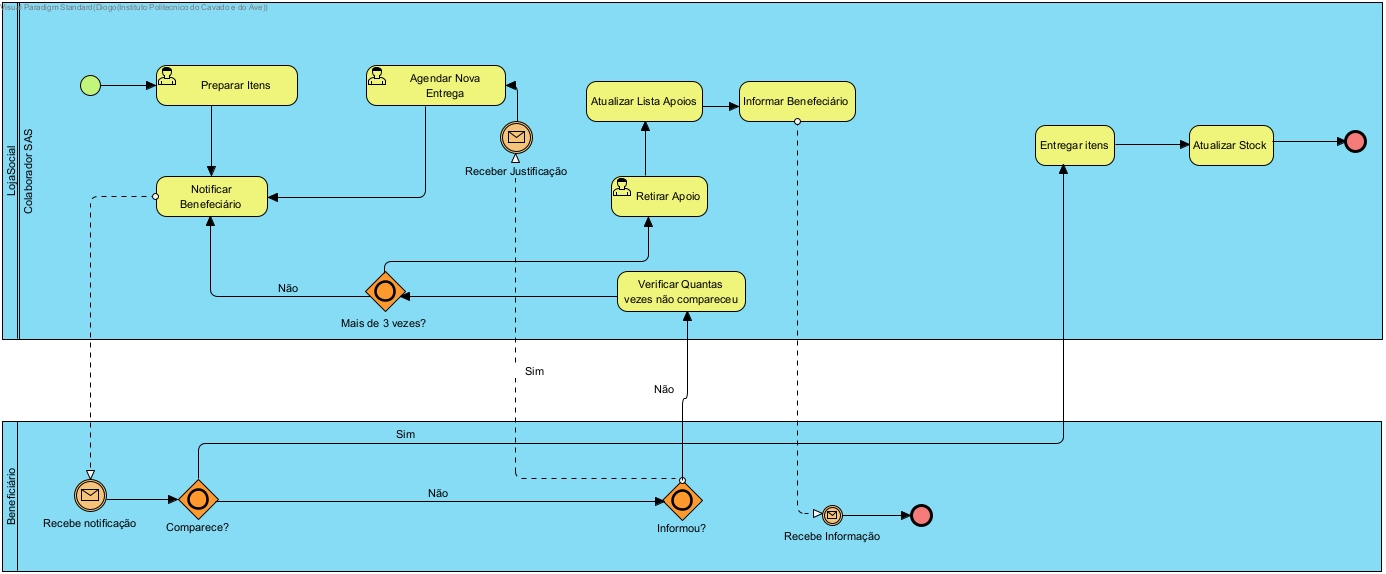 Visual Paradigm Standard(Diogo(Instituto Politecnico do Cavado e do Ave))
LojaSocial
Colaborador SAS
Preparar Itens
Agendar Nova
Entrega
Atualizar Lista Apoios
Informar Benefeciário
Receber Justificação
Entregar itens
Atualizar Stock
Notificar
Benefeciário
Retirar Apoio
Não
Verificar Quantas
vezes não compareceu
Mais de 3 vezes?
Sim
Não
Beneficiário
Sim
Não
Recebe notificação
Comparece?
Informou?
Recebe Informação